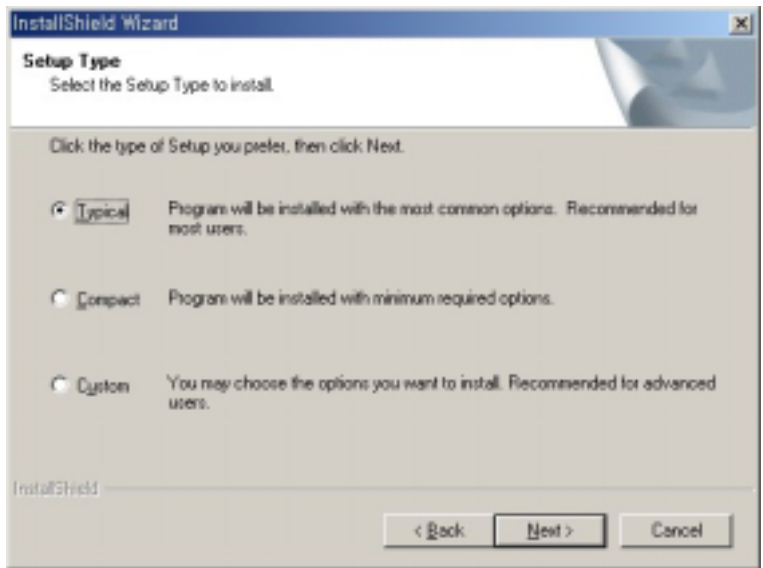 InstallShield Wizard
Setup Type
Select the Setup Type to install.
Click the type of Setup you prefer, then click Next.
Typical
Program will be installed with the most common options. Recommended for
most users.
Compact
Program will be installed with minimum required options.
Custom
You may choose the options you want to install. Recommended for advanced
users.
InstallShield
< Back
Next >
Cancel